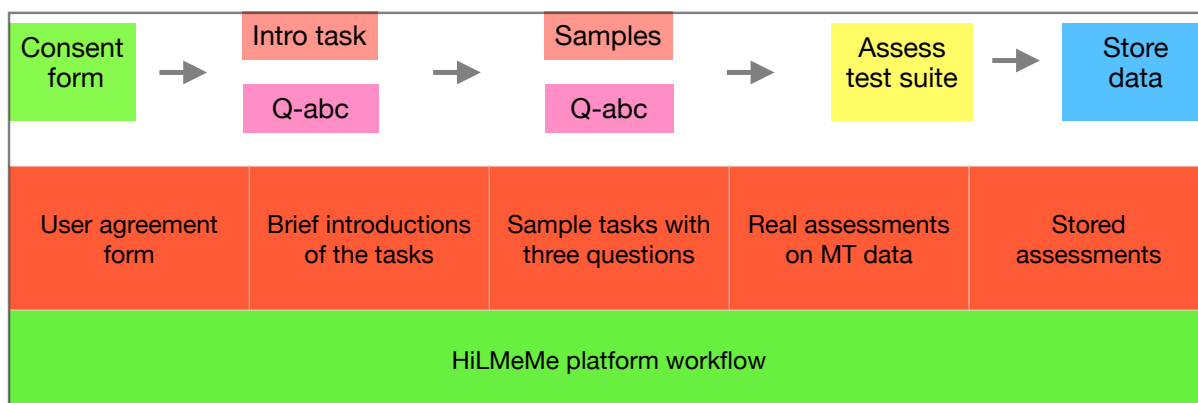 Consent
form
Intro task
Q-abc
Samples
Q-abc
Assess
test suite
Store
data
User agreement
form
Brief introductions
of the tasks
Sample tasks with
three questions
Real assessments
on MT data
Stored
assessments
HiLMeMe platform workflow